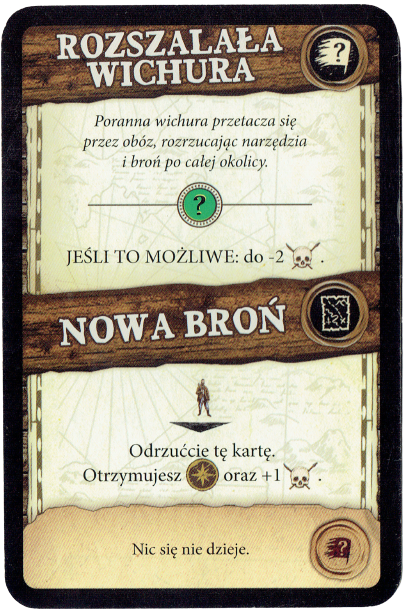 ROZSZALAŁA
WICHURA
?
Poranna wichura przetacza się
przez obóz, rozrzucając narzędzia
i broń po całej okolicy.
?
JEŚLI TO MOŻLIWE: do -2 .
NOWA BROŃ
Odrzućcie tę kartę.
Otrzymujesz oraz +1 .
Nic się nie dzieje.
?